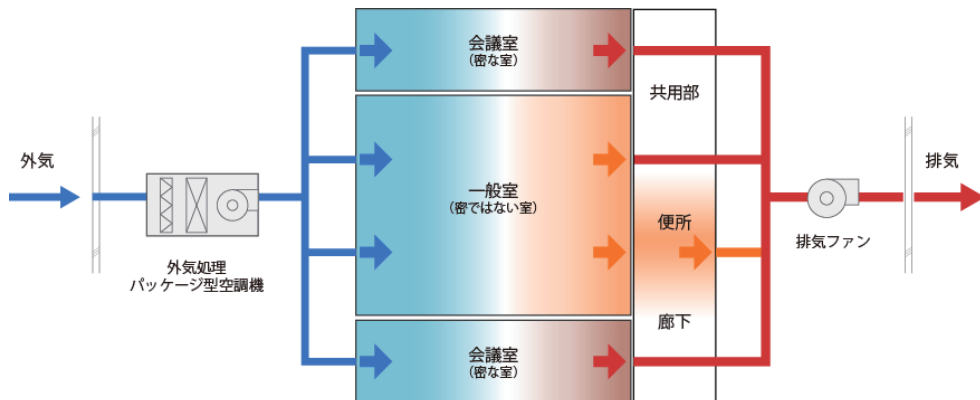 会議室
(密な室)
共用部
外気
排気
一般室
(密ではない室)
便所
排気ファン
外気処理
パッケージ型空調機
廊下
会議室
(密な室)